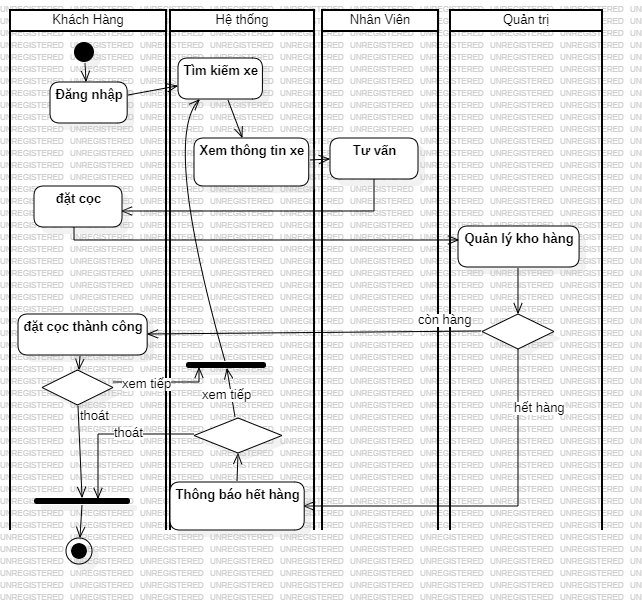 Khách Hàng
Hệ thống
Nhân Viên
Quản trị
Tìm kiếm xe
Đăng nhập
Xem thông tin xe
Tư vấn
đặt cọc
Quản lý kho hàng
còn hàng
đặt cọc thành công
xem tiếp
xem tiếp
hết hàng
thoát
thoát
Thông báo hết hàng
UNREGISTERED